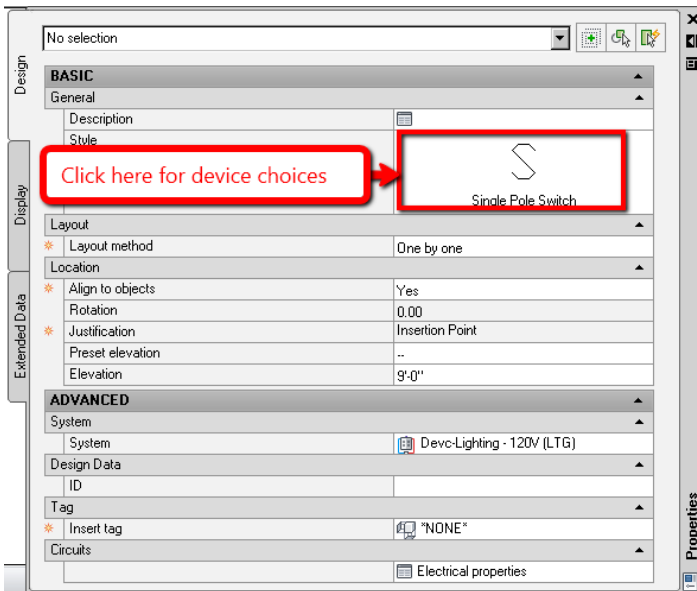 No selection
Design
BASIC
General
Description
Style
Click here for device choices
S
Single Pole Switch
Display
Layout
Layout method One by one
Location
Align to objects Yes
Rotation 0.00
Justification Insertion Point
Preset elevation --
Elevation 9'-0"
Extended Data
ADVANCED
System
System Devc-Lighting - 120V (LTG)
Design Data
ID
Tag
Insert tag *NONE*
Circuits
Electrical properties
Properties